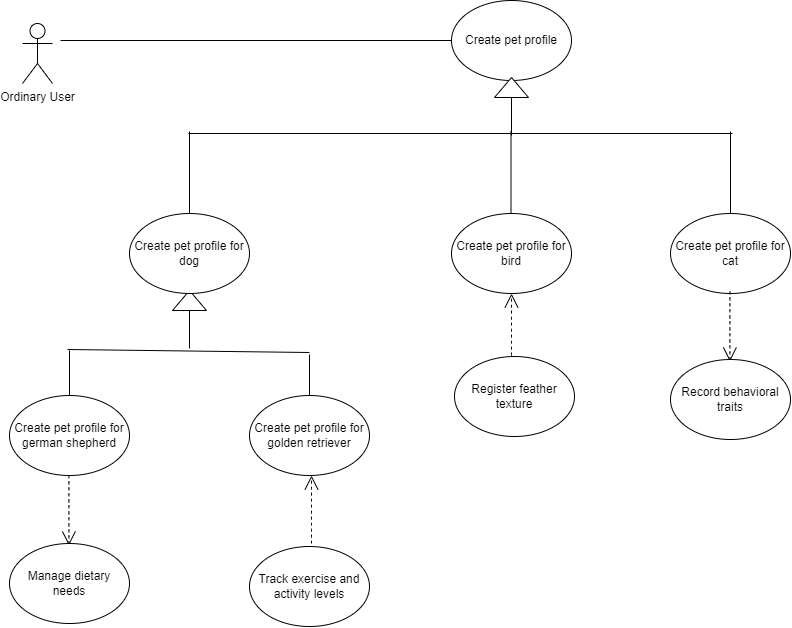 Create pet profile
Ordinary User
Create pet profile for
dog
Create pet profile for
bird
Create pet profile for
cat
Register feather
texture
Record behavioral
traits
Create pet profile for
german shepherd
Create pet profile for
golden retriever
Manage dietary
needs
Track exercise and
activity levels